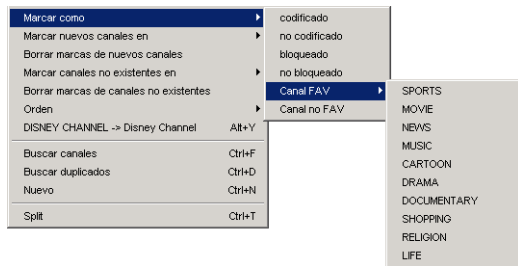 Marcar como
Marcar nuevos canales en
Borrar marcas de nuevos canales
Marcar canales no existentes en
Borrar marcas de canales no existentes
Orden
DISNEY CHANNEL -> Disney Channel Alt+Y
Buscar canales Ctrl+F
Buscar duplicados Ctrl+D
Nuevo Ctrl+N
Split Ctrl+T
codificado
no codificado
bloqueado
no bloqueado
Canal FAV
Canal no FAV
SPORTS
MOVIE
NEWS
MUSIC
CARTOON
DRAMA
DOCUMENTARY
SHOPPING
RELIGION
LIFE